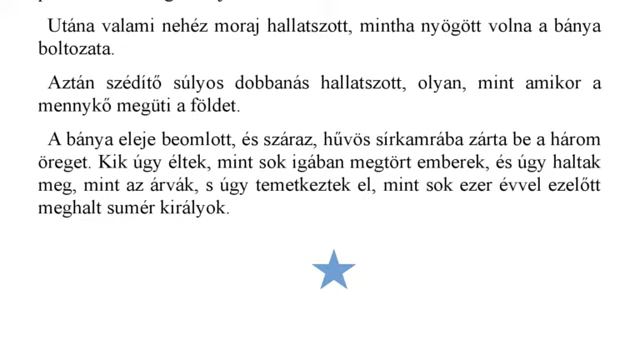 Utána valami nehéz moraj hallatszott, mintha nyögött volna a bánya
boltozata.
Aztán szédítő súlyos dobbanás hallatszott, olyan, mint amikor a
mennykő megüti a földet.
A bánya eleje beomlott, és száraz, hűvös sírkamrába zárta be a három
öreget. Kik úgy éltek, mint sok igában megtört emberek, és úgy haltak
meg, mint az árvák, s úgy temetkeztek el, mint sok ezer évvel ezelőtt
meghalt sumér királyok.